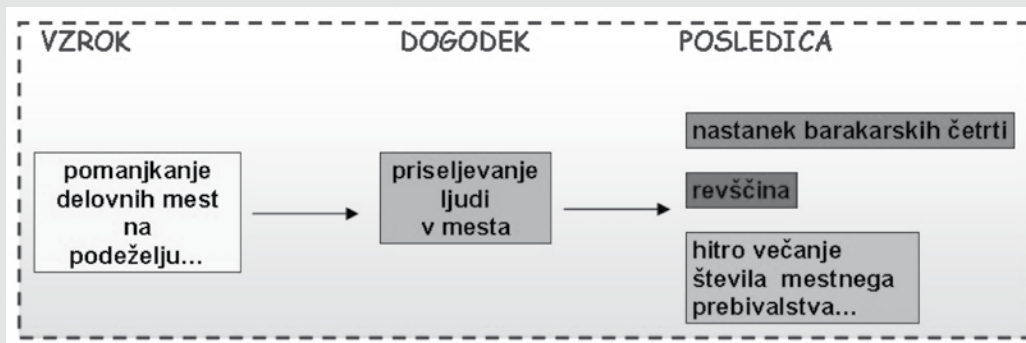 VZROK
DOGODEK
POSLEDICA
pomanjkanje
delovnih mest
na
podeželju...
priseljevanje
ljudi
v mesta
nastanek barakarskih četrti
revščina
hitro večanje
števila mestnega
prebivalstva...